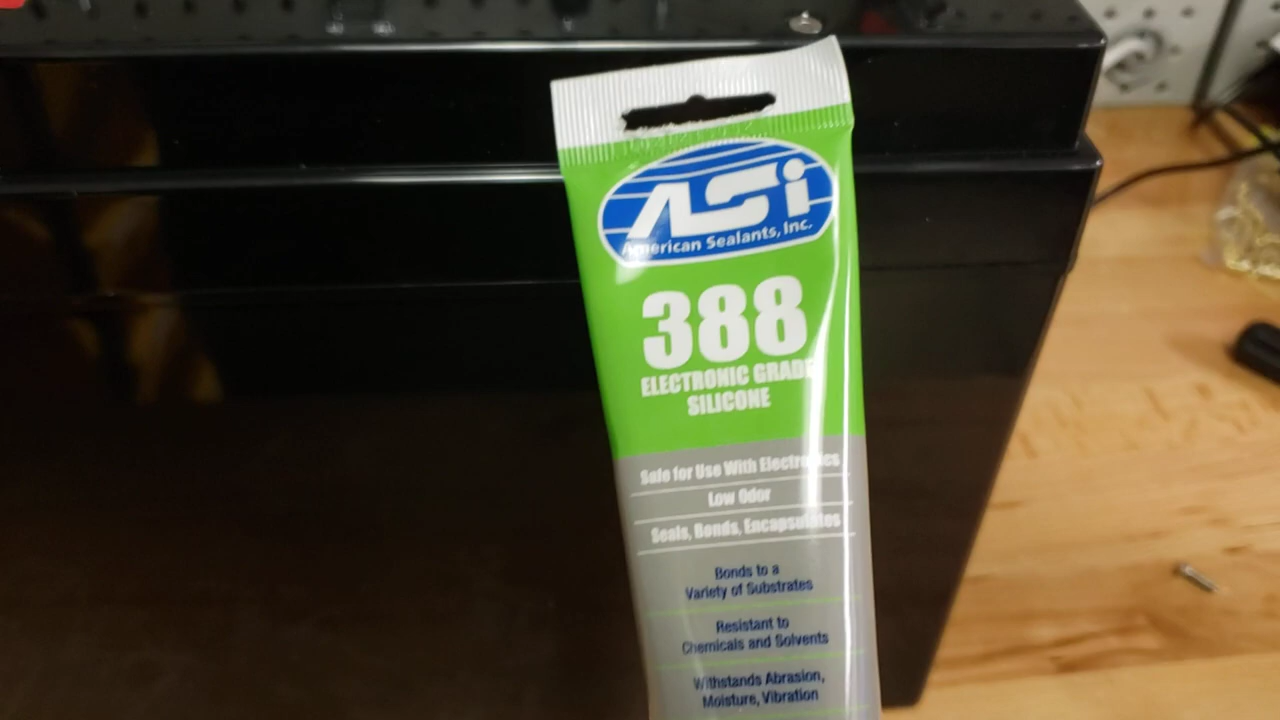 ASi
American Sealants, Inc.
388
ELECTRONIC GRADE
SILICONE
Safe for Use With Electronics
Low Odor
Seals, Bonds, Encapsulates
Bonds to a
Variety of Substrates
Resistant to
Chemicals and Solvents
Withstands Abrasion,
Moisture, Vibration